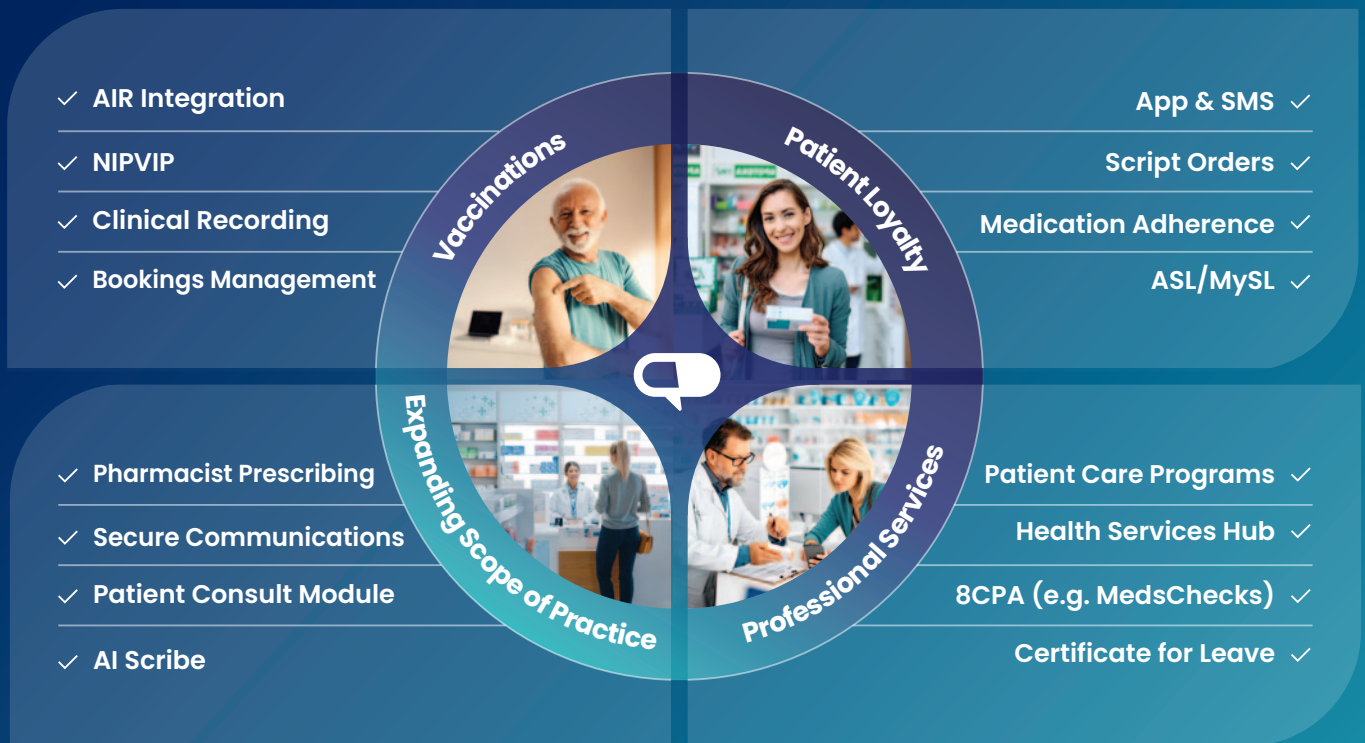 Vaccinations
AIR Integration
NIPVIP
Clinical Recording
Bookings Management
Patient Loyalty
App & SMS
Script Orders
Medication Adherence
ASL/MySL
Expanding Scope of Practice
Pharmacist Prescribing
Secure Communications
Patient Consult Module
AI Scribe
Professional Services
Patient Care Programs
Health Services Hub
8CPA (e.g. MedsChecks)
Certificate for Leave